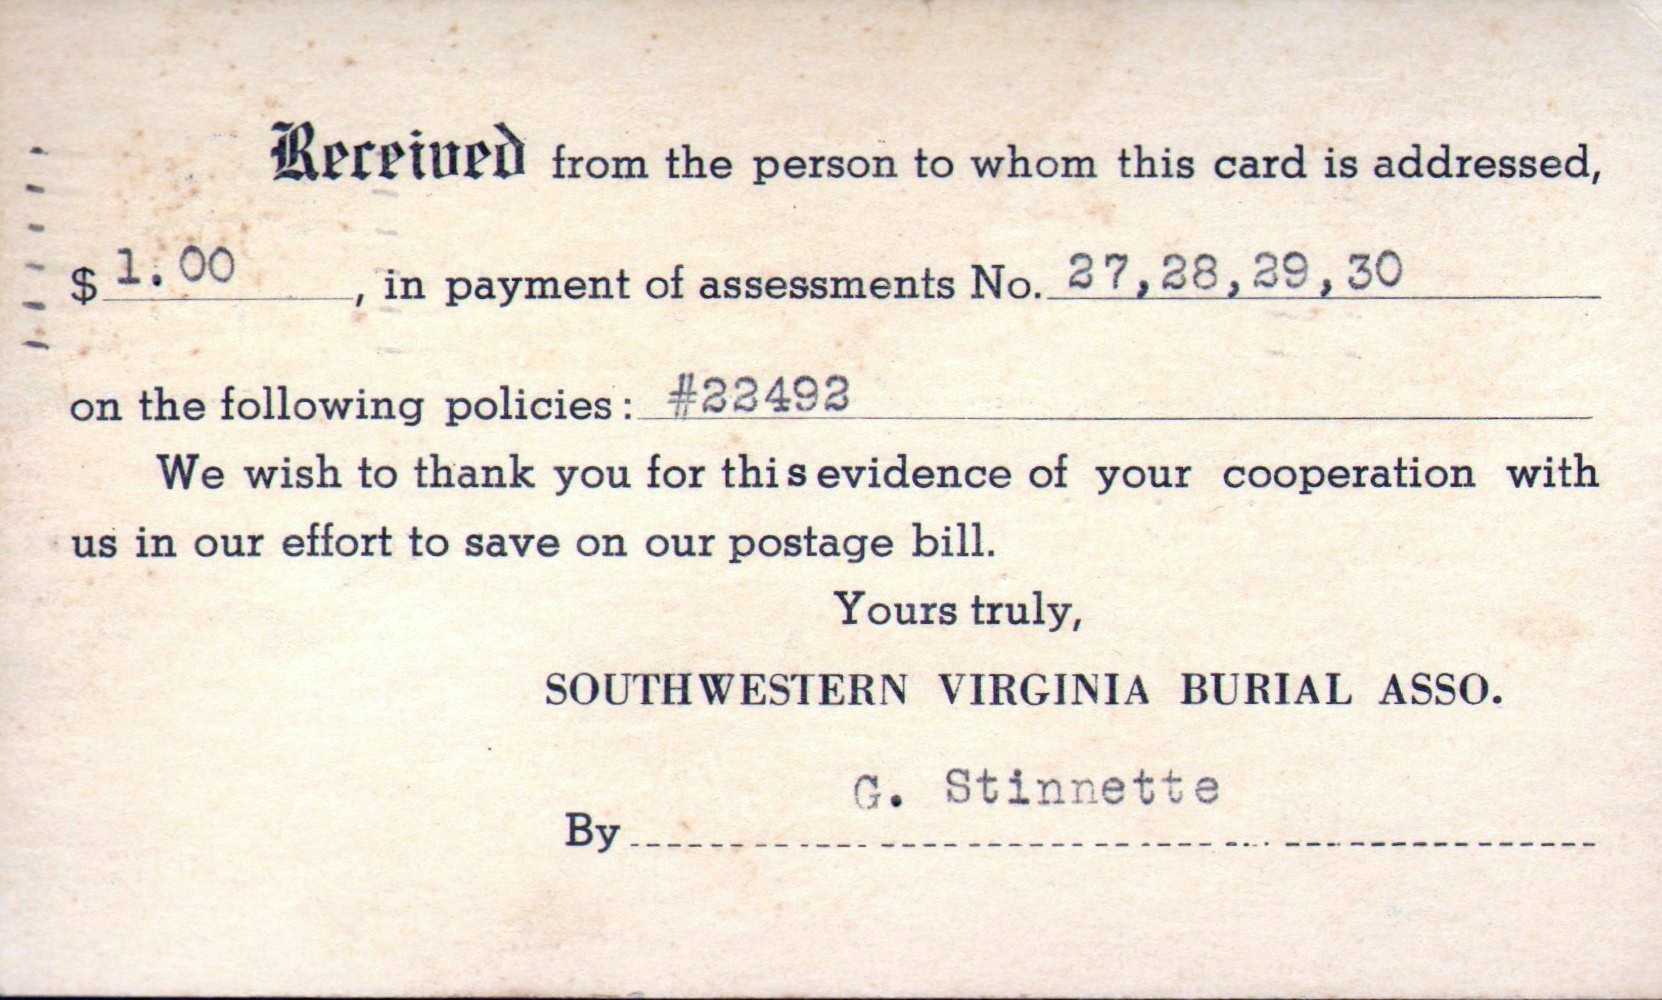 Received from the person to whom this card is addressed,
$ 1.00, in payment of assessments No. 27,28,29,30
on the following policies: #22492
We wish to thank you for this evidence of your cooperation with
us in our effort to save on our postage bill.
Yours truly,
SOUTHWESTERN VIRGINIA BURIAL ASSO.
G. Stinnette
By